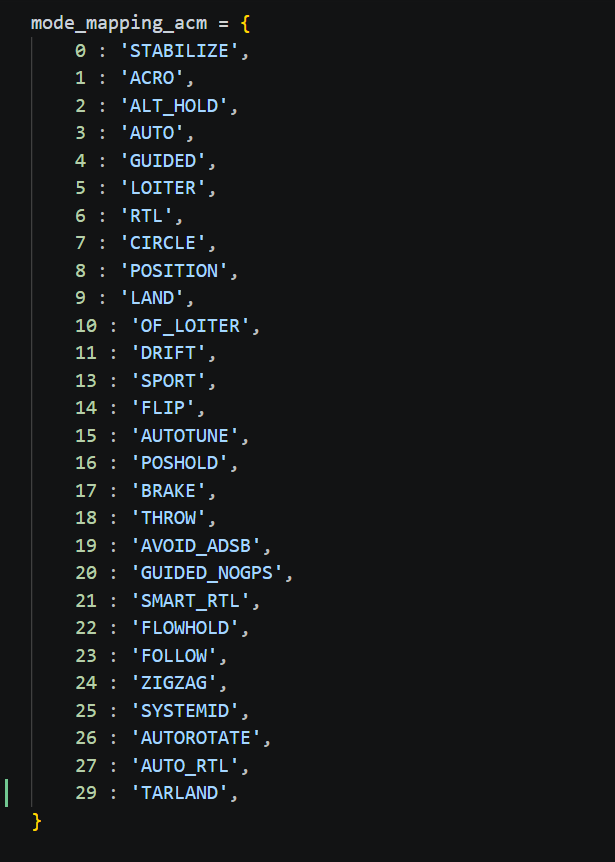 mode_mapping_acm = {
    0 : 'STABILIZE',
    1 : 'ACRO',
    2 : 'ALT_HOLD',
    3 : 'AUTO',
    4 : 'GUIDED',
    5 : 'LOITER',
    6 : 'RTL',
    7 : 'CIRCLE',
    8 : 'POSITION',
    9 : 'LAND',
    10 : 'OF_LOITER',
    11 : 'DRIFT',
    13 : 'SPORT',
    14 : 'FLIP',
    15 : 'AUTOTUNE',
    16 : 'POSHOLD',
    17 : 'BRAKE',
    18 : 'THROW',
    19 : 'AVOID_ADSB',
    20 : 'GUIDED_NOGPS',
    21 : 'SMART_RTL',
    22 : 'FLOWHOLD',
    23 : 'FOLLOW',
    24 : 'ZIGZAG',
    25 : 'SYSTEMID',
    26 : 'AUTOROTATE',
    27 : 'AUTO_RTL',
    29 : 'TARLAND',
}